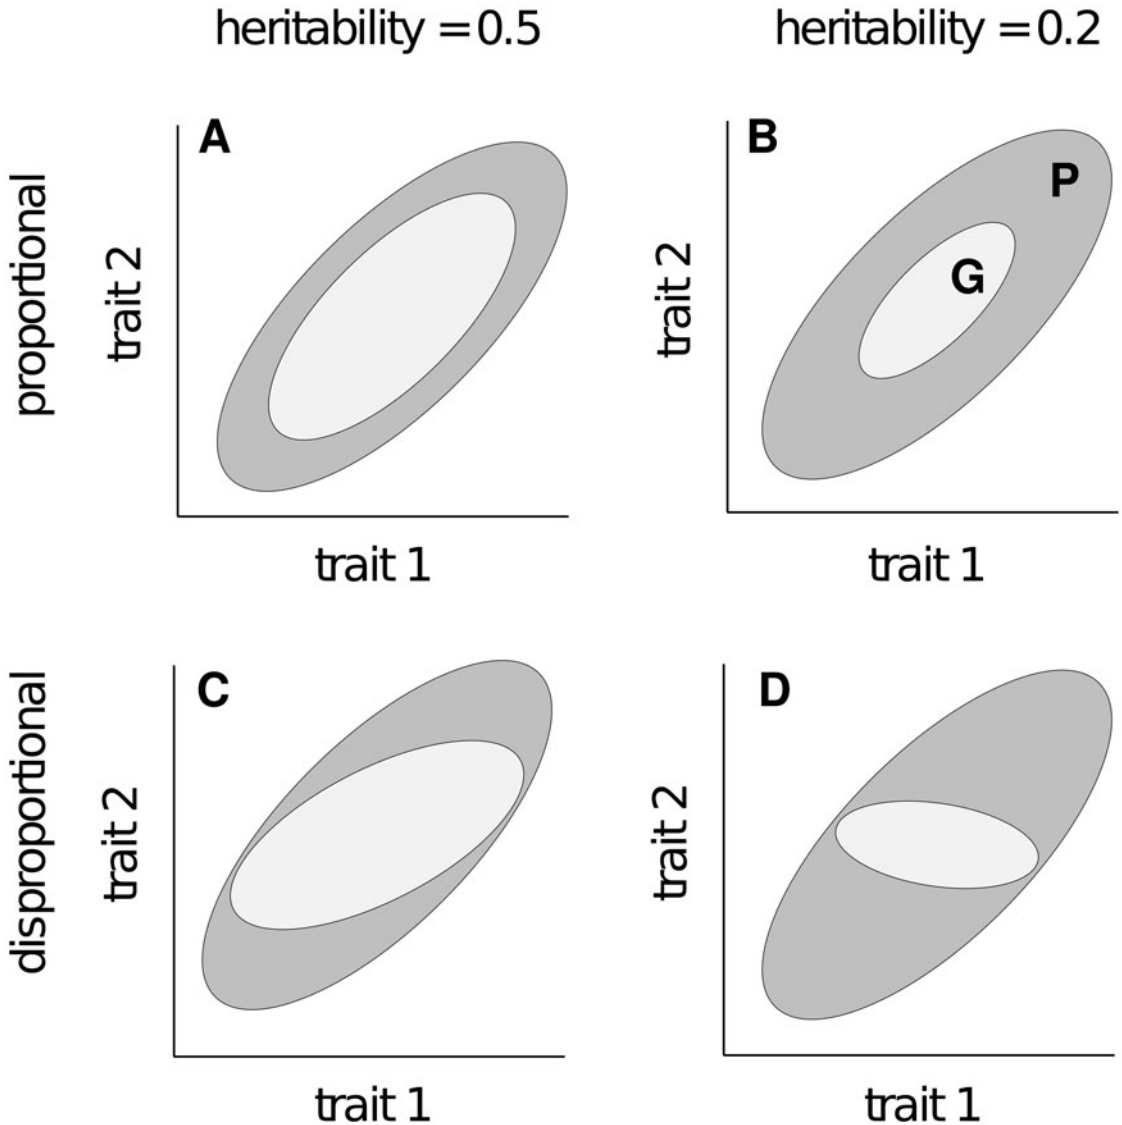 heritability = 0.5
heritability = 0.2
proportional
A
trait 2
trait 1
B
P
G
trait 2
trait 1
disproportional
C
trait 2
trait 1
D
trait 2
trait 1